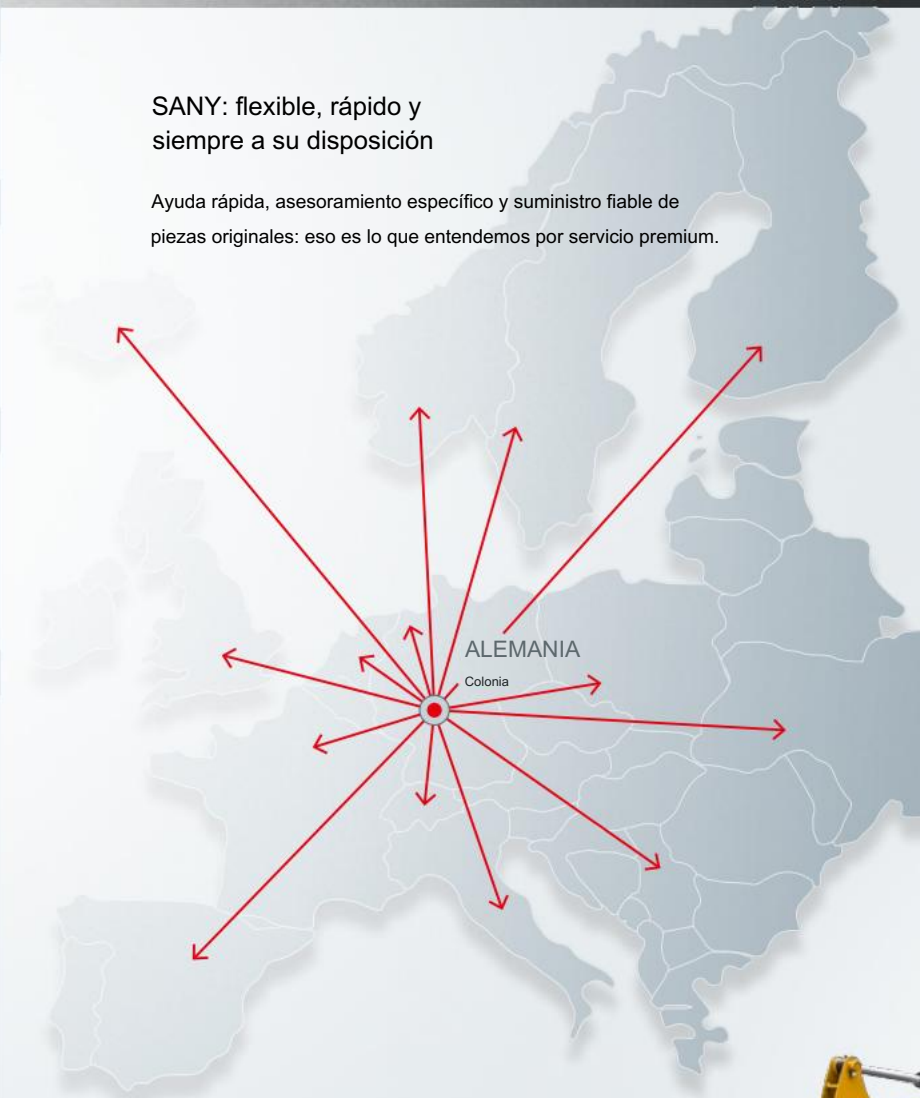 SANY: flexible, rápido y
siempre a su disposición
Ayuda rápida, asesoramiento específico y suministro fiable de
piezas originales: eso es lo que entendemos por servicio premium.
ALEMANIA
Colonia